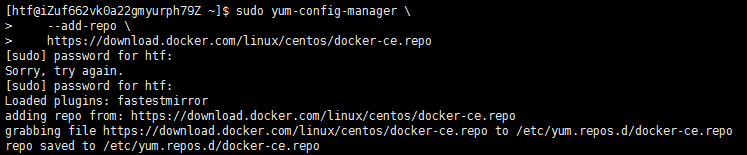 [htf@iZuf662vk0a22gmyurph79Z ~]$ sudo yum-config-manager \
>     --add-repo \
>     https://download.docker.com/linux/centos/docker-ce.repo
[sudo] password for htf:
Sorry, try again.
[sudo] password for htf:
Loaded plugins: fastestmirror
adding repo from: https://download.docker.com/linux/centos/docker-ce.repo
grabbing file https://download.docker.com/linux/centos/docker-ce.repo to /etc/yum.repos.d/docker-ce.repo
repo saved to /etc/yum.repos.d/docker-ce.repo